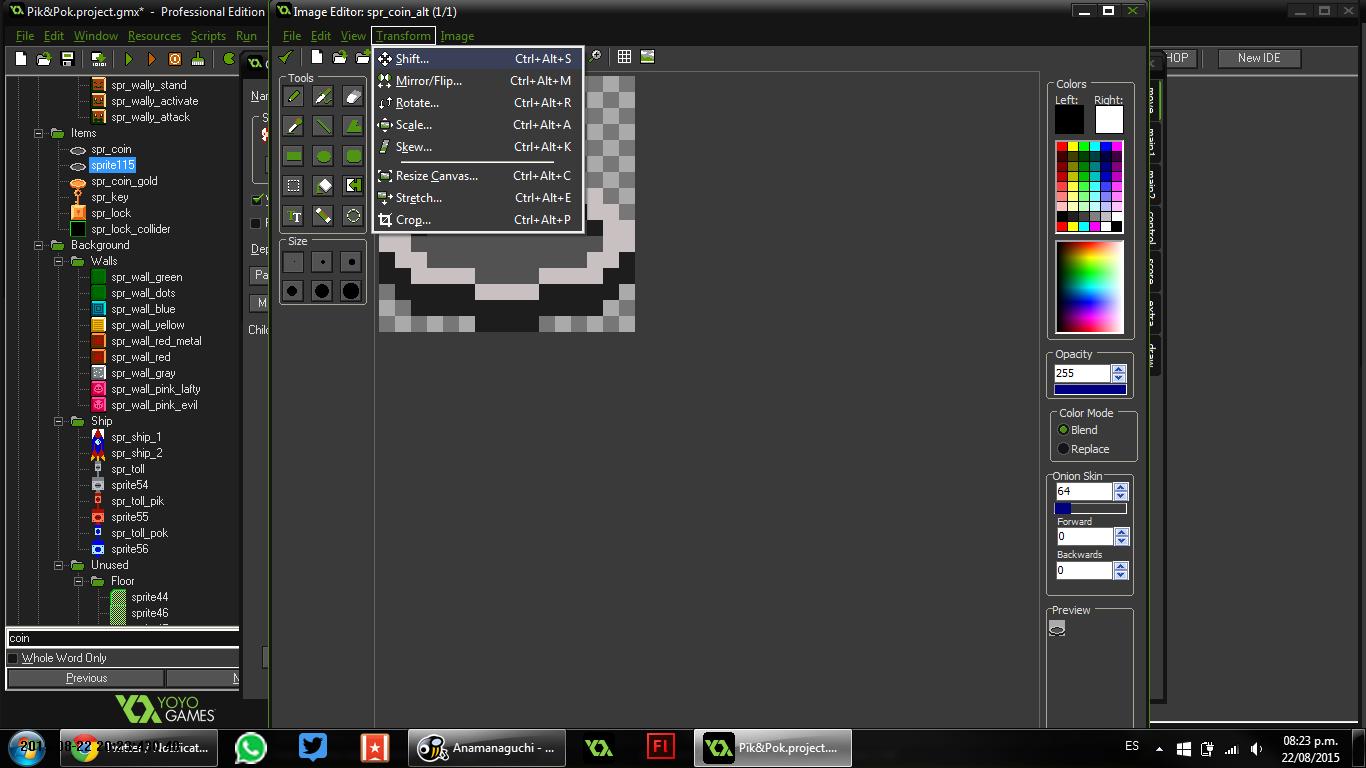 Pik&Pok.project.gmx* - Professional Edition
File Edit Window Resources Scripts Run
spr_wally_stand
spr_wally_activate
spr_wally_attack
Items
spr_coin
sprite115
spr_coin_gold
spr_key
spr_lock
spr_lock_collider
Background
Walls
spr_wall_green
spr_wall_dots
spr_wall_blue
spr_wall_yellow
spr_wall_red_metal
spr_wall_red
spr_wall_gray
spr_wall_pink_lafty
spr_wall_pink_evil
Ship
spr_ship_1
spr_ship_2
spr_toll
sprite54
spr_toll_pik
sprite55
spr_toll_pok
sprite56
Unused
Floor
sprite44
sprite46
coin
Whole Word Only
Previous
YOYO
GAMES
Image Editor: spr_coin_alt (1/1)
File Edit View Transform Image
Shift... Ctrl+Alt+S
Mirror/Flip... Ctrl+Alt+M
Rotate... Ctrl+Alt+R
Scale... Ctrl+Alt+A
Skew... Ctrl+Alt+K
Resize Canvas... Ctrl+Alt+C
Stretch... Ctrl+Alt+E
Crop... Ctrl+Alt+P
Tools
Size
Colors
Left: Right:
Opacity
255
Color Mode
Blend
Replace
Onion Skin
64
Forward
0
Backwards
0
Preview
New IDE
main1
main2
control
extra
draw
Anamanaguchi - ...
Pik&Pok.project....
ES
08:23 p.m.
22/08/2015